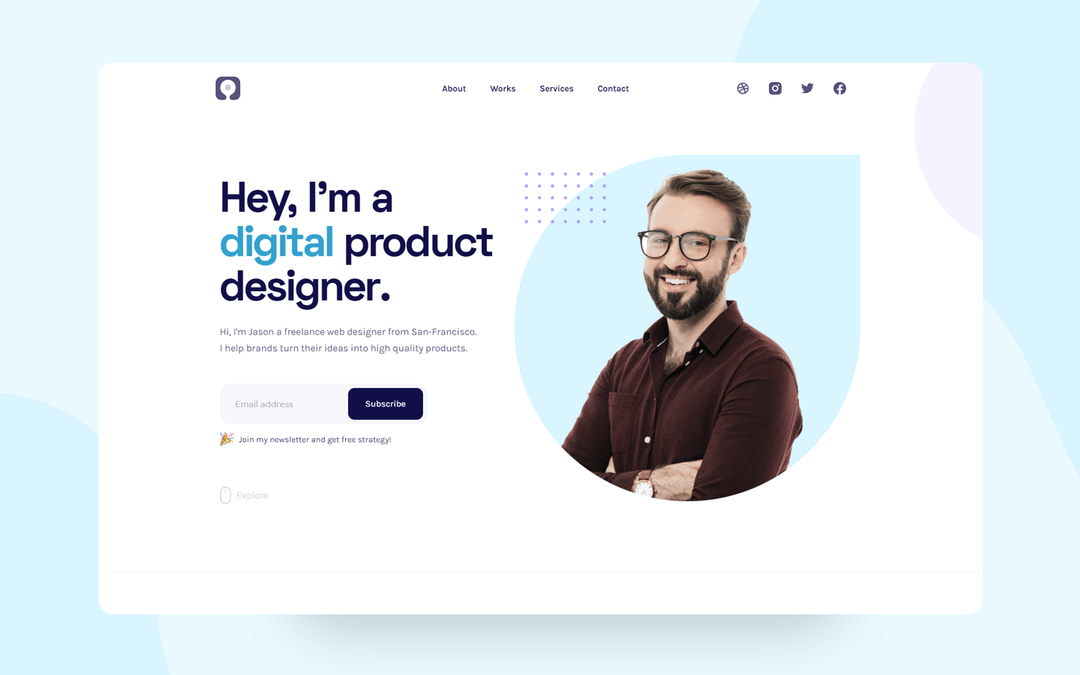 About Works Services Contact
Hey, I'm a
digital product
designer.
Hi, I'm Jason a freelance web designer from San-Francisco.
I help brands turn their ideas into high quality products.
Email address Subscribe
🎉 Join my newsletter and get free strategy!
Explore